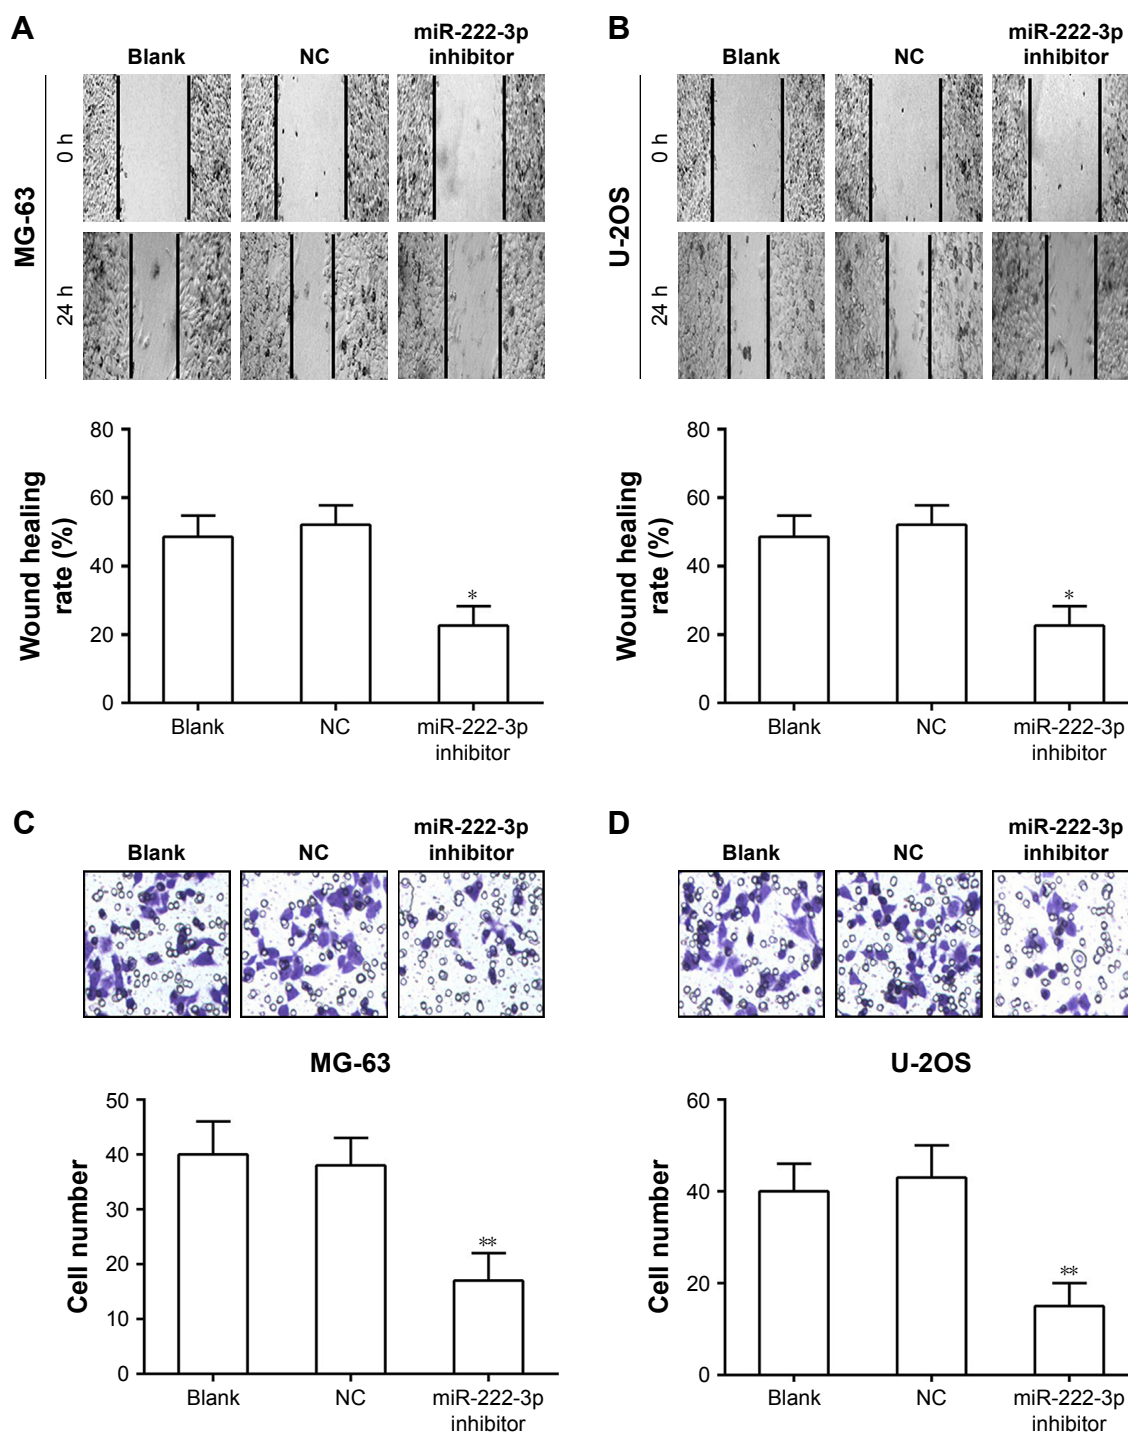 A
Blank
NC
miR-222-3p
inhibitor
MG-63
0 h
24 h
Wound healing
rate (%)
80
60
40
20
0
*
Blank
NC
miR-222-3p
inhibitor
B
Blank
NC
miR-222-3p
inhibitor
U-2OS
0 h
24 h
Wound healing
rate (%)
80
60
40
20
0
*
Blank
NC
miR-222-3p
inhibitor
C
Blank
NC
miR-222-3p
inhibitor
MG-63
Cell number
50
40
30
20
10
0
**
Blank
NC
miR-222-3p
inhibitor
D
Blank
NC
miR-222-3p
inhibitor
U-2OS
Cell number
60
40
20
0
**
Blank
NC
miR-222-3p
inhibitor